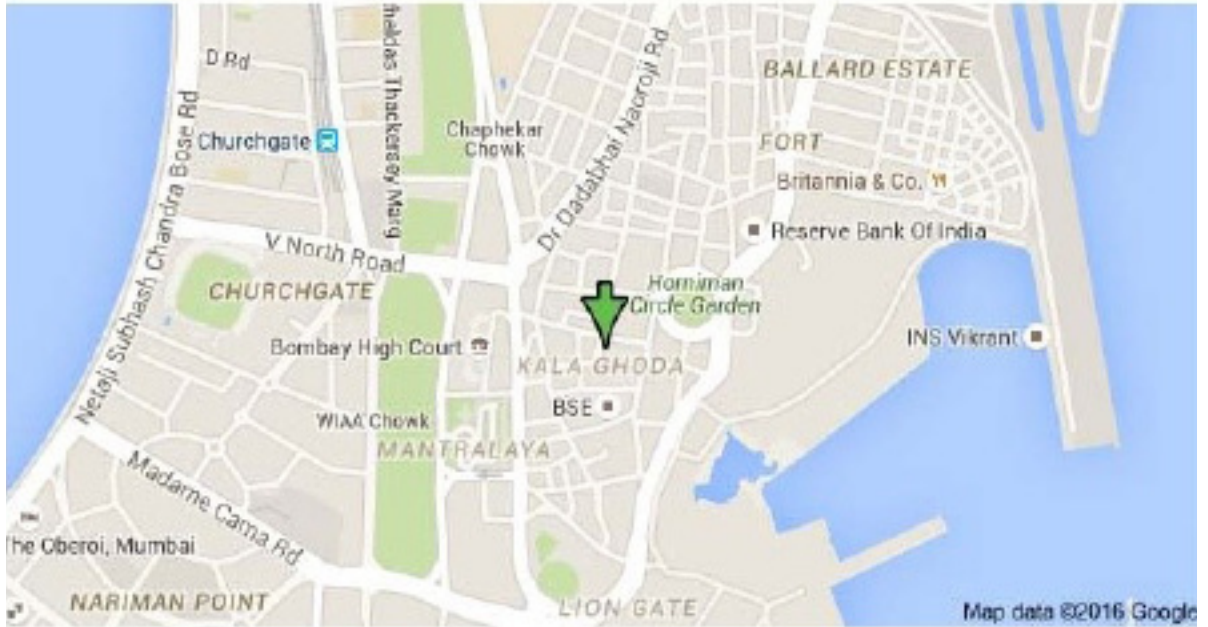 D Rd
Churchgate
Netaji Subhash Chandra Bose Rd
Thackersey Marg
Chaphekar
Chowk
Dr Dadabhai Naoroji Rd
BALLARD ESTATE
FORT
Britannia & Co.
Reserve Bank Of India
V North Road
CHURCHGATE
Horniman
Circle Garden
Bombay High Court
INS Vikrant
KALA GHODA
BSE
WIAA Chowk
MANTRALAYA
Madame Cama Rd
The Oberoi, Mumbai
NARIMAN POINT
LION GATE
Map data ©2016 Google